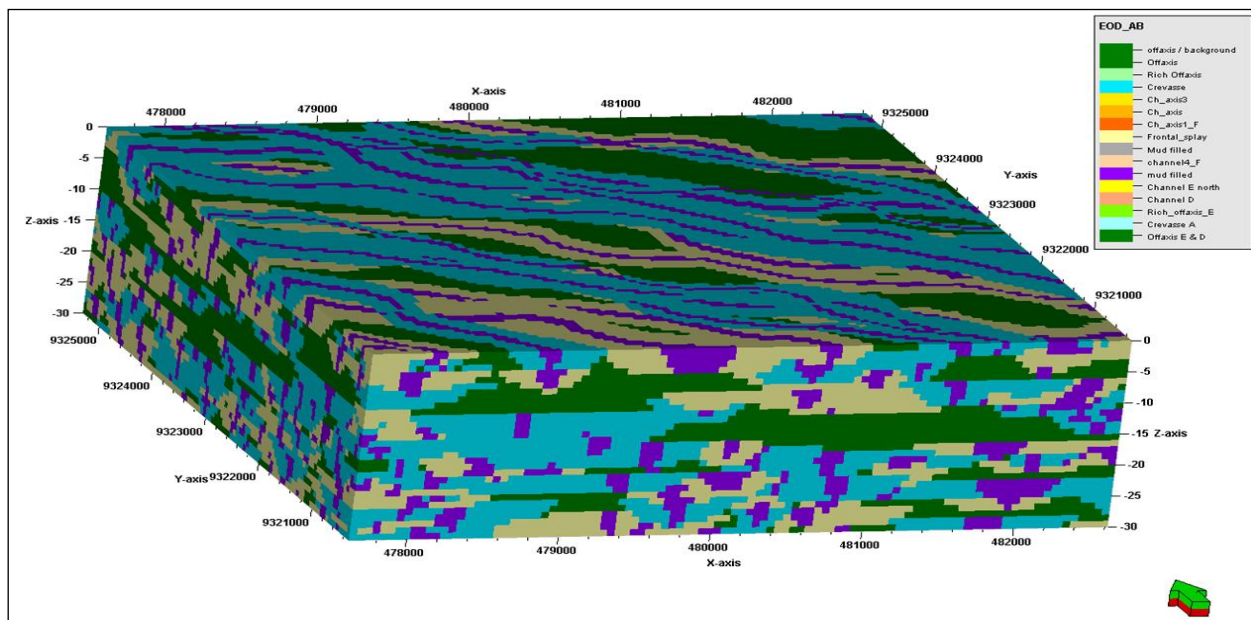 EOD_AB
offaxis / background
Offaxis
Rich Offaxis
Crevasse
Ch_axis3
Ch_axis
Ch_axis1_F
Frontal_splay
Mud filled
channel4_F
mud filled
Channel E north
Channel D
Rich_offaxis_E
Crevasse A
Offaxis E & D
X-axis
478000
479000
480000
481000
482000
9325000
9324000
Y-axis
9323000
9322000
9321000
0
-5
-10
Z-axis -15
-20
-25
-30
9325000
9324000
9323000
Y-axis 9322000
9321000
0
-5
-10
-15 Z-axis
-20
-25
-30
478000
479000
480000
481000
482000
X-axis